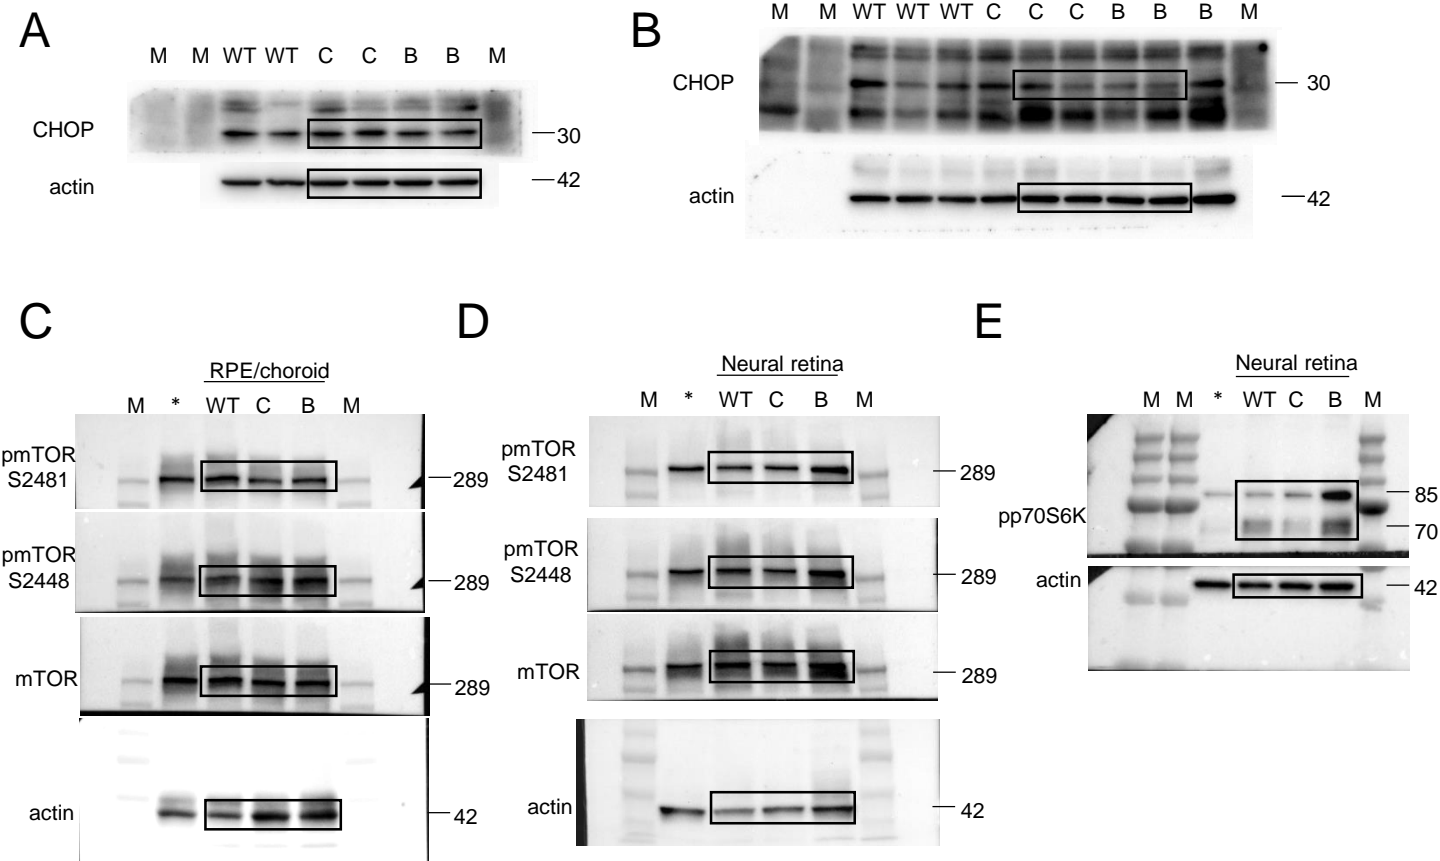 A
M M WT WT C C B B M
CHOP
30
actin
42
B
M M WT WT WT C C C B B B M
CHOP
30
actin
42
C
RPE/choroid
M * WT C B M
pmTOR
S2481
289
pmTOR
S2448
289
mTOR
289
actin
42
D
Neural retina
M * WT C B M
pmTOR
S2481
289
pmTOR
S2448
289
mTOR
289
actin
42
E
Neural retina
M M * WT C B M
pp70S6K
85
70
actin
42